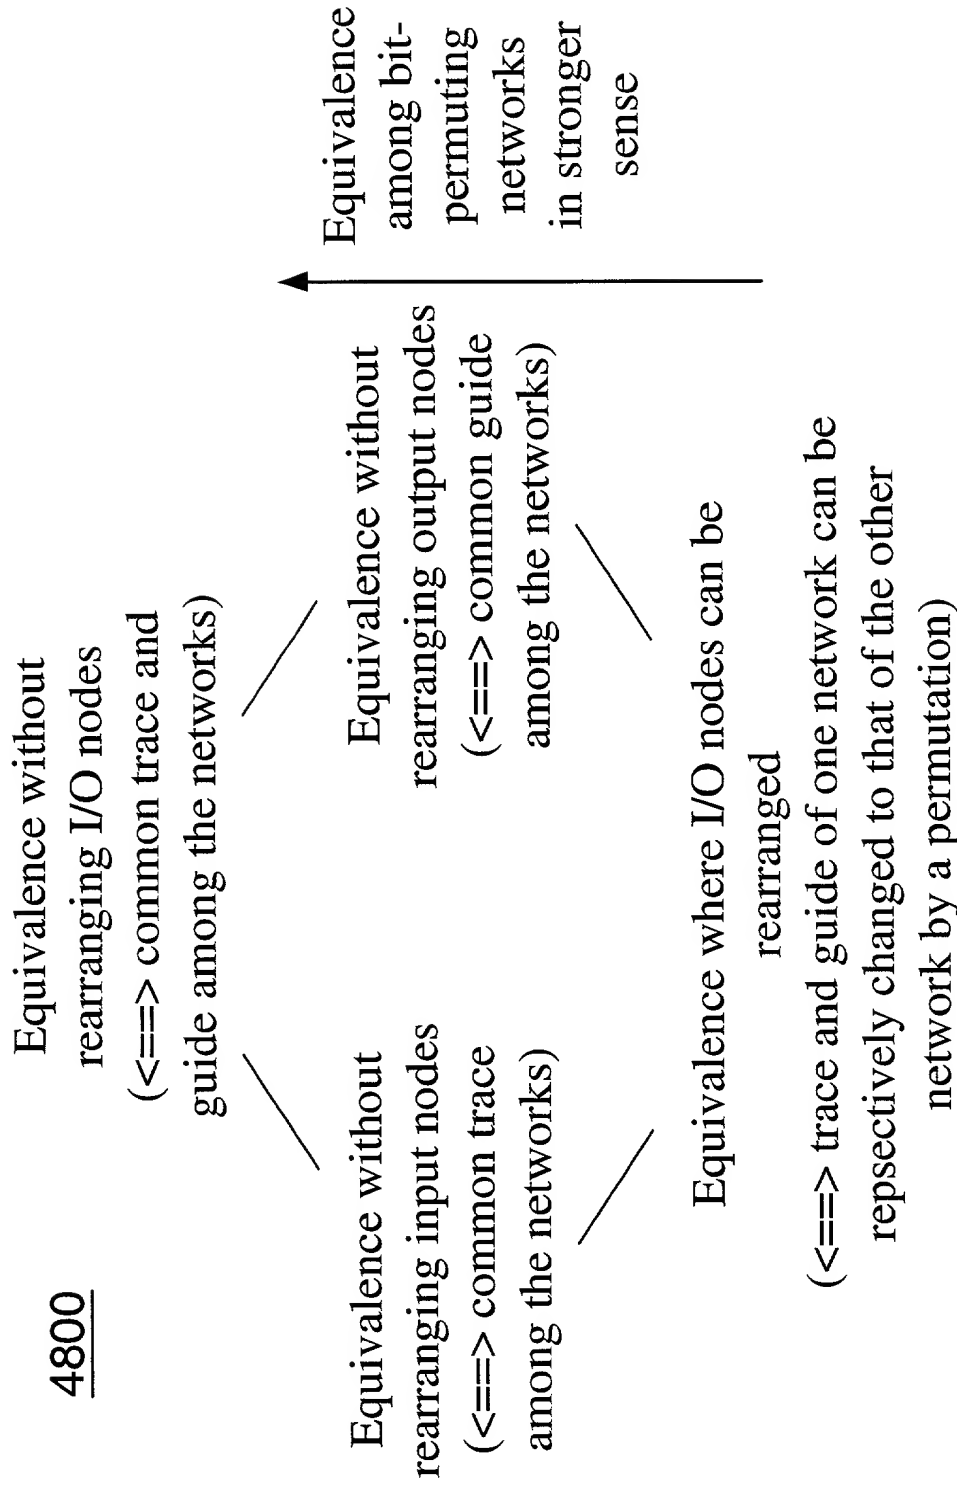 4800
Equivalence without
rearranging I/O nodes
(<==> common trace and
guide among the networks)
Equivalence without
rearranging input nodes
(<==> common trace
among the networks)
Equivalence without
rearranging output nodes
(<==> common guide
among the networks)
Equivalence where I/O nodes can be
rearranged
(<==> trace and guide of one network can be
repsectively changed to that of the other
network by a permutation)
Equivalence
among bit-
permuting
networks
in stronger
sense